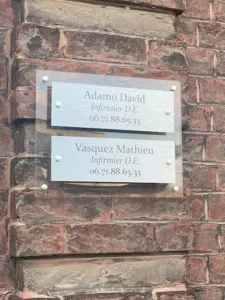 Adamo David
Infirmier D.E.
06.71.88.65.33
Vasquez Mathieu
Infirmier D.E.
06.71.88.65.33